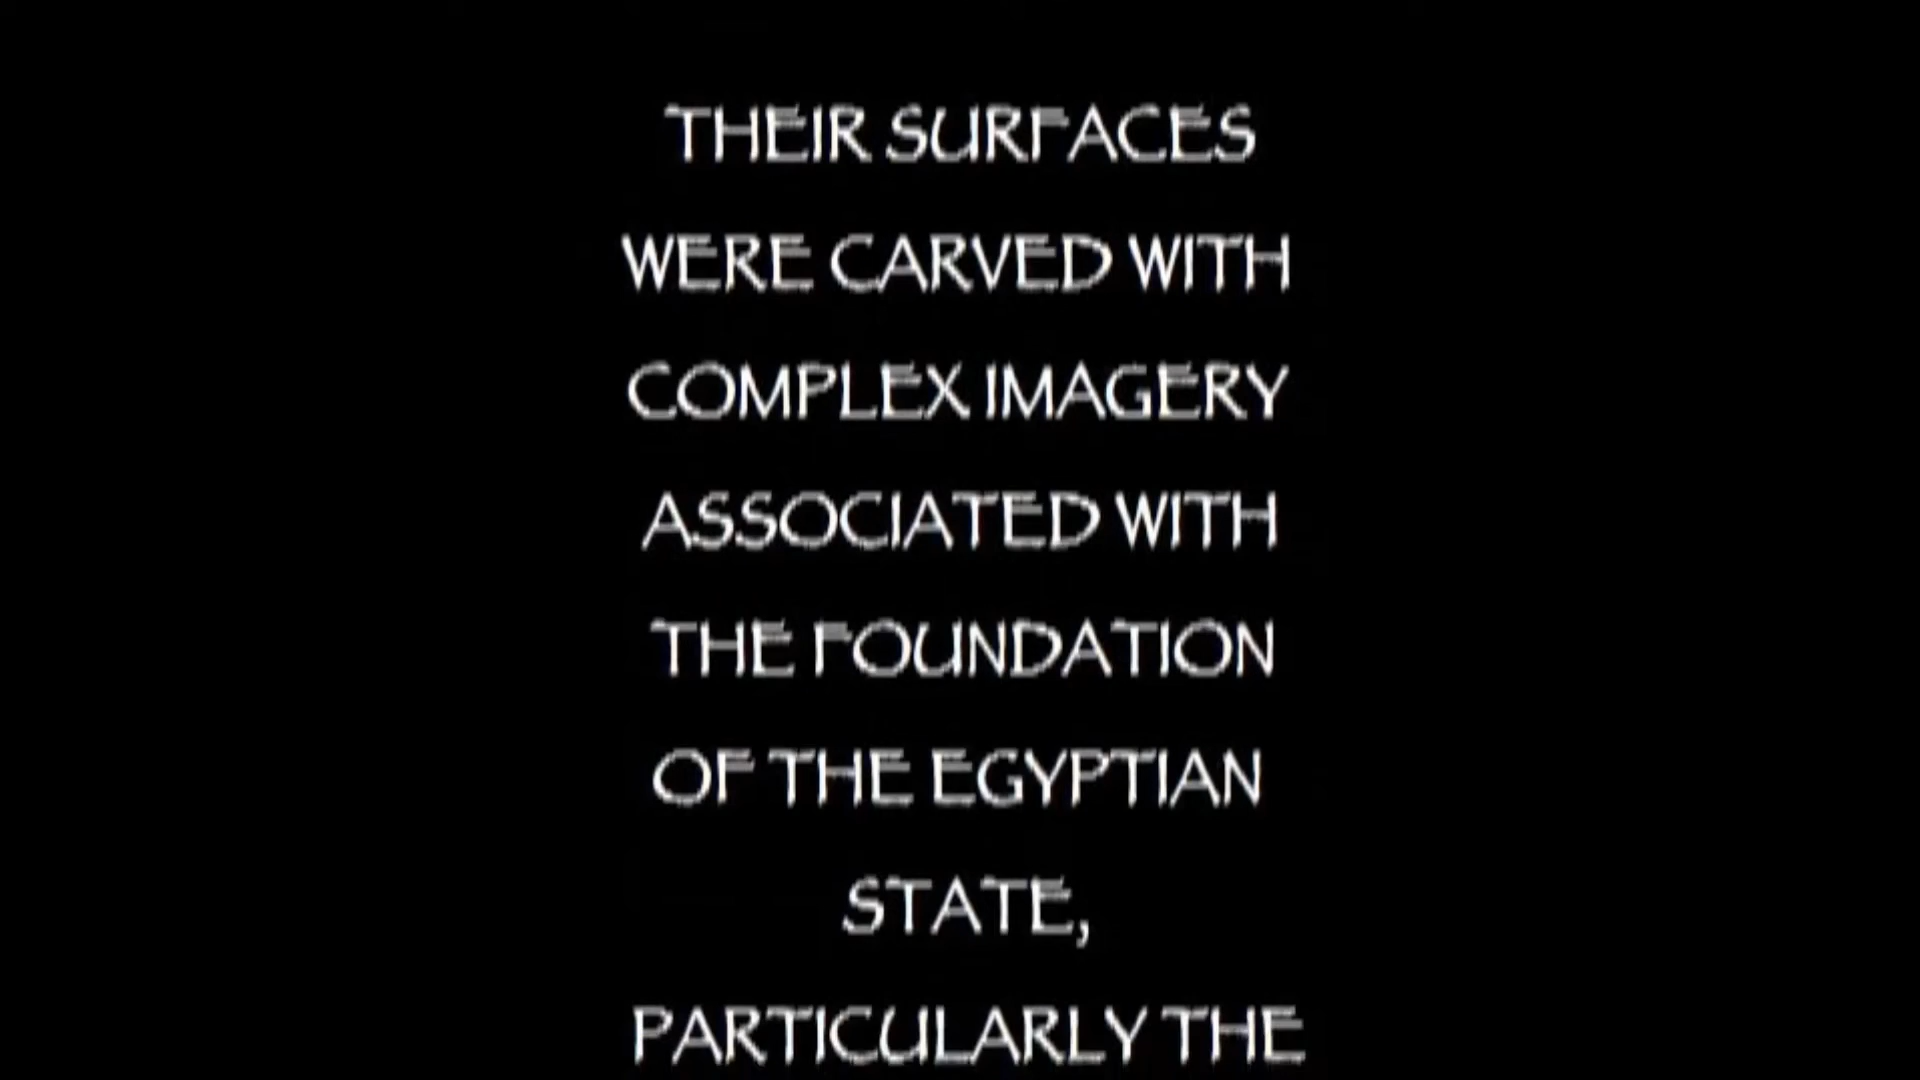 THEIR SURFACES
WERE CARVED WITH
COMPLEX IMAGERY
ASSOCIATED WITH
THE FOUNDATION
OF THE EGYPTIAN
STATE,
PARTICULARLY THE